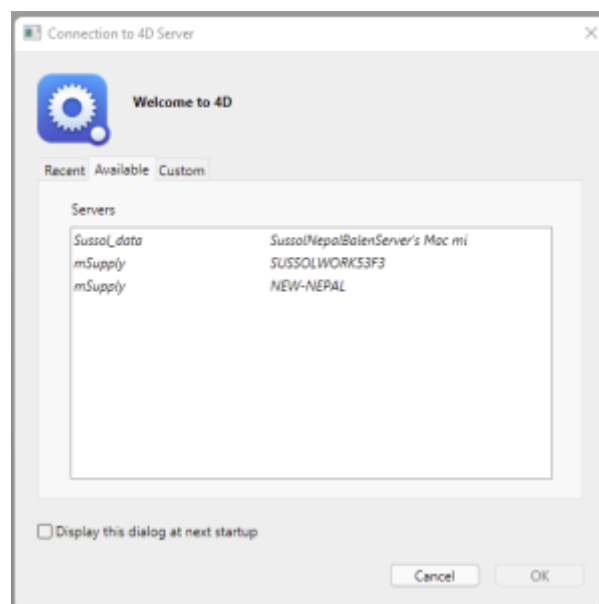 Connection to 4D Server
Welcome to 4D
Recent Available Custom
Servers
Sussol_data SussolNepalBalenServer's Mac mi
mSupply SUSSOLWORK53F3
mSupply NEW-NEPAL
Display this dialog at next startup
Cancel OK